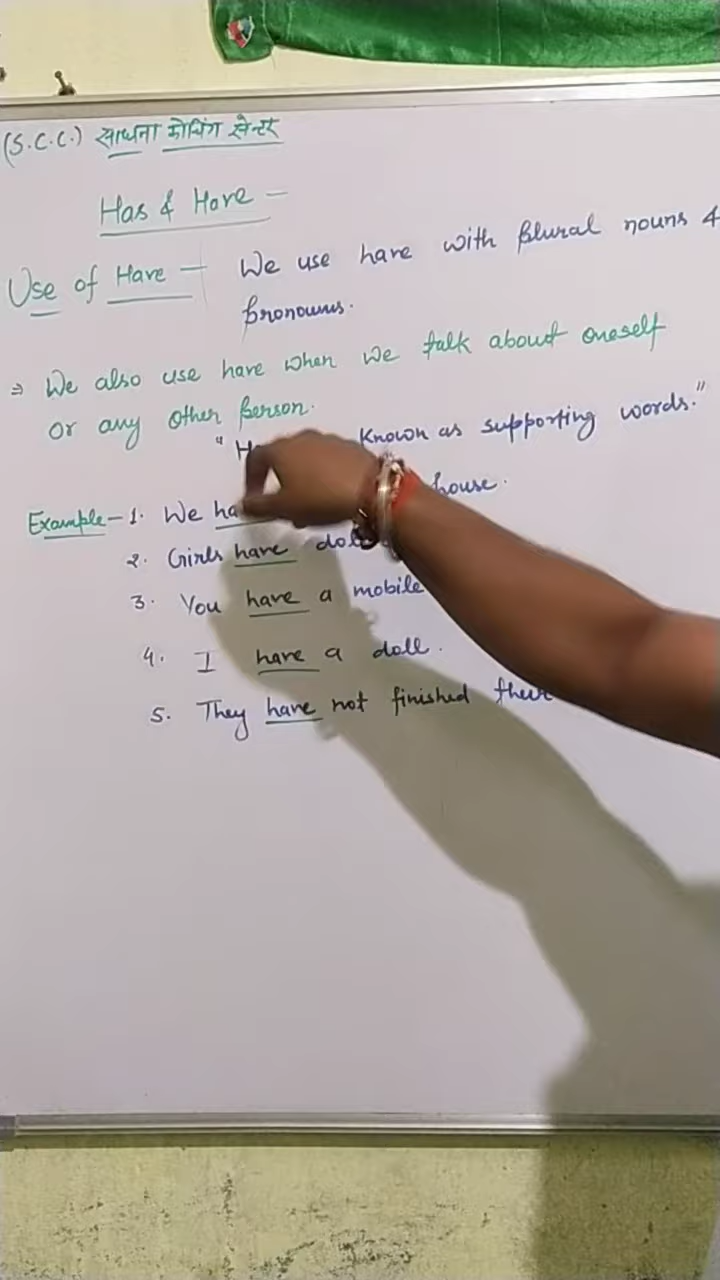 (S.C.C.) साधना कोचिंग सेन्टर
Has & Have —
Use of Have — We use have with plural nouns &
pronouns.
⇒ We also use have when we talk about oneself
or any other person.
" Known as supporting words."
Example - 1. We house.
2. Girls have
3. You have a mobile
4. I have a doll.
5. They have not finished their